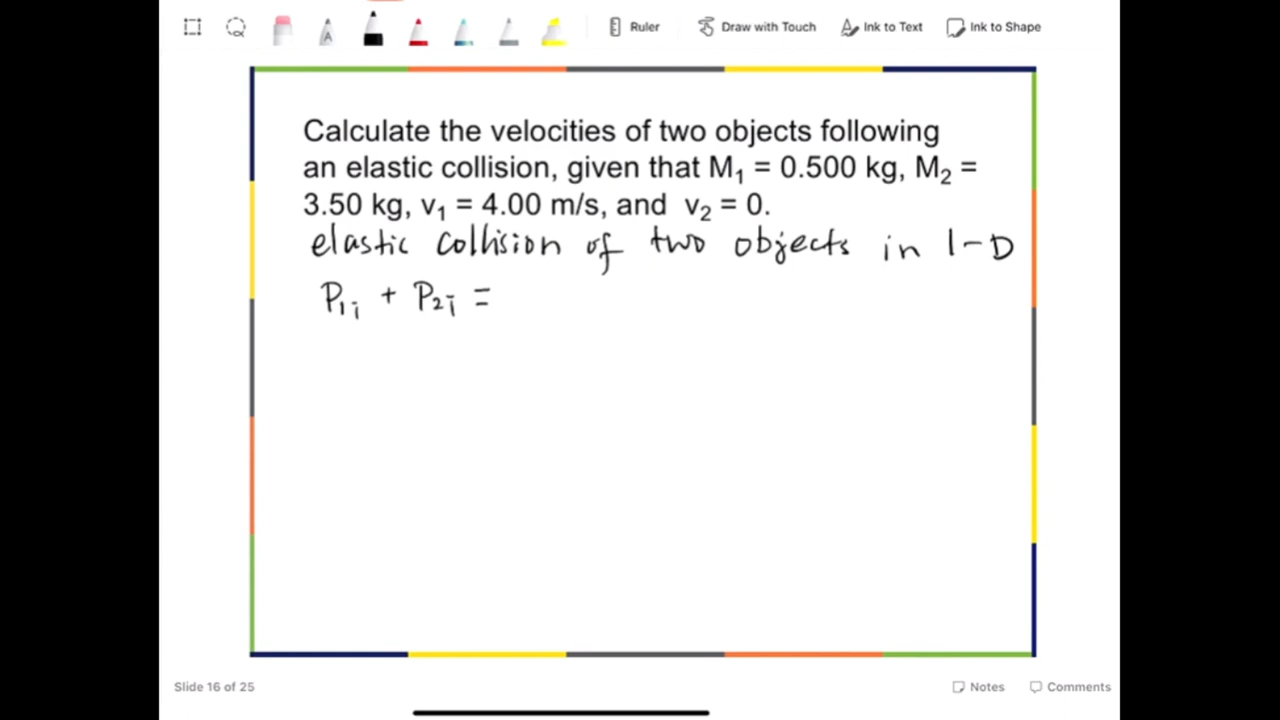 A
Ruler
Draw with Touch
Ink to Text
Ink to Shape
Calculate the velocities of two objects following
an elastic collision, given that M₁ = 0.500 kg, M₂ =
3.50 kg, v₁ = 4.00 m/s, and v₂ = 0.
elastic collision of two objects in 1-D
P₁ᵢ + P₂ᵢ =
Slide 16 of 25
Notes
Comments